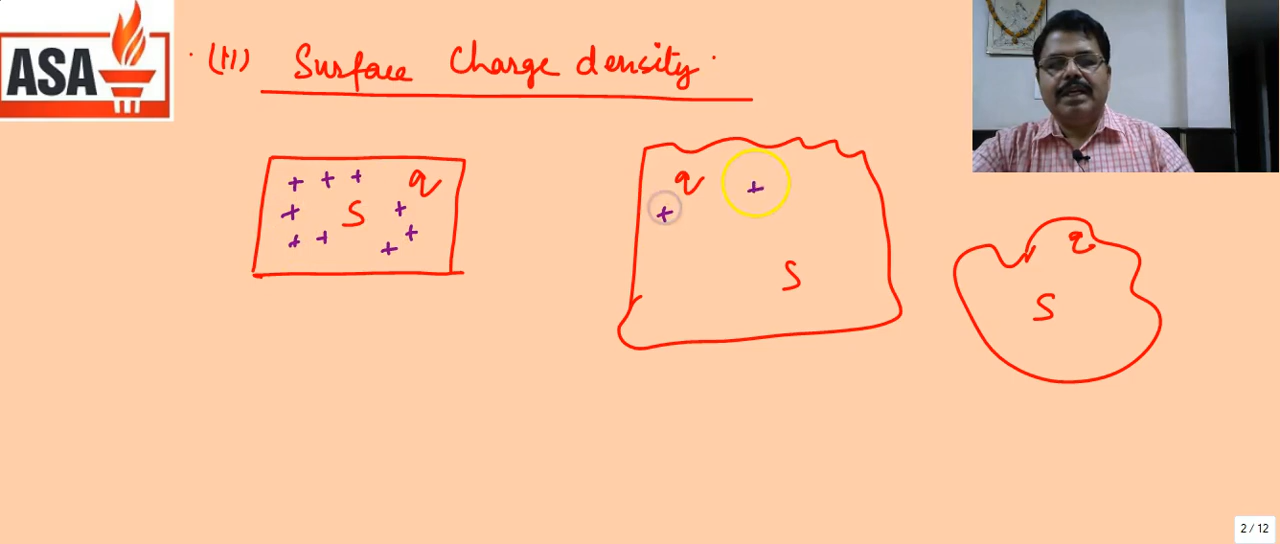 ASA
(II) Surface Charge density
+ + + q
+ S +
+ + + +
q +
+
S
q
S
2 / 12